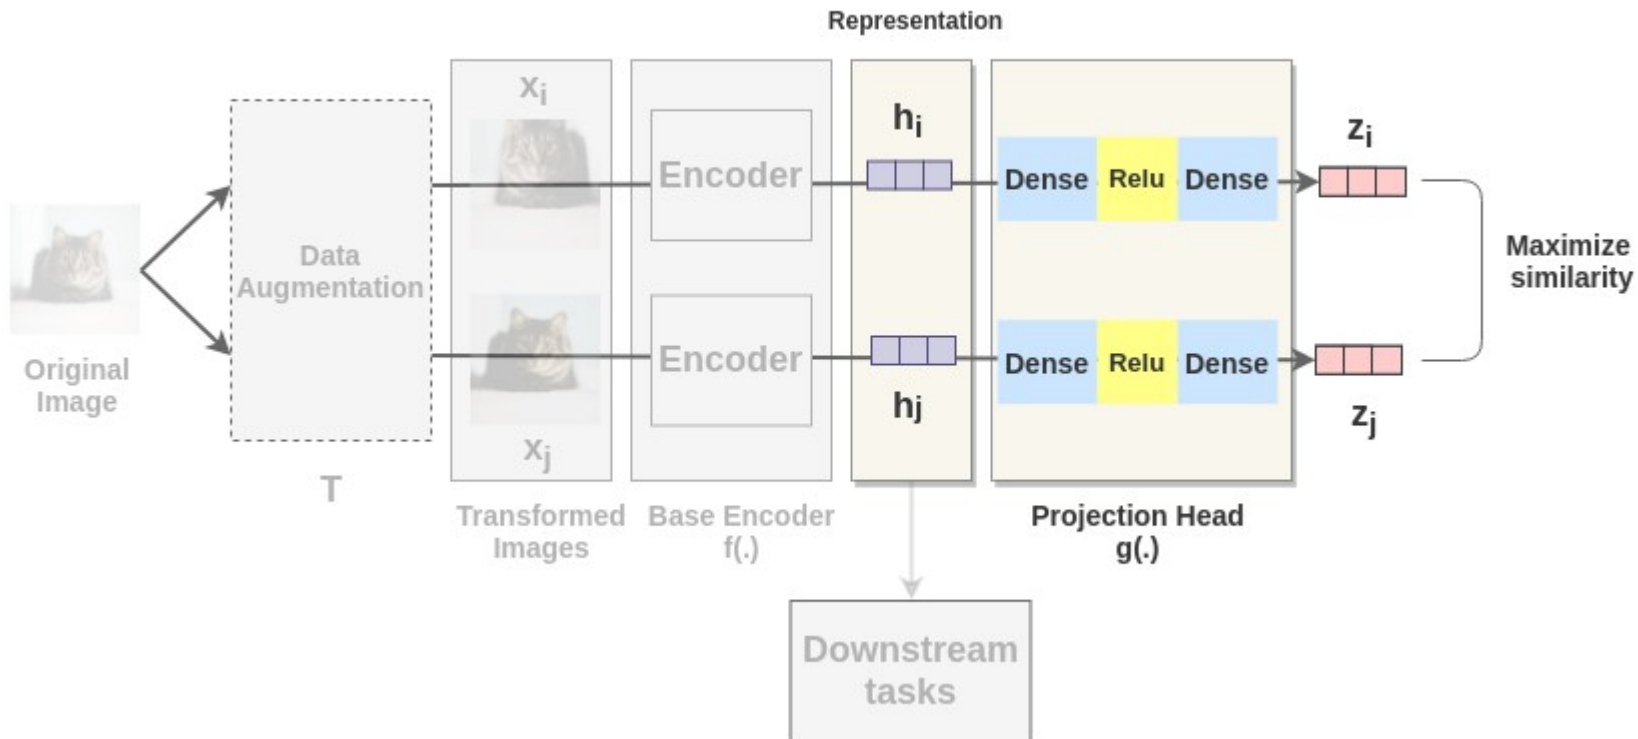 Representation
x_i
h_i
z_i
Encoder
Dense
Relu
Dense
Data
Augmentation
Maximize
similarity
Original
Image
Encoder
Dense
Relu
Dense
x_j
h_j
z_j
T
Transformed
Images
Base Encoder
f(.)
Projection Head
g(.)
Downstream
tasks